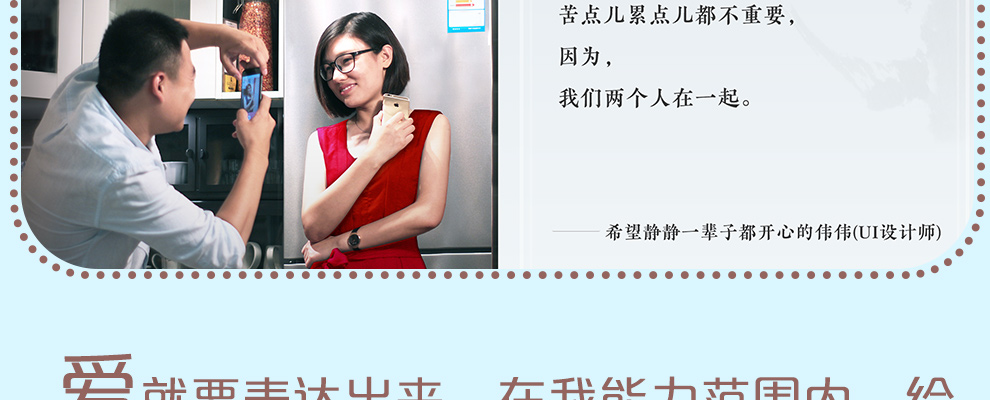 苦点儿累点儿都不重要，
因为，
我们两个人在一起。
——希望静静一辈子都开心的伟伟(UI设计师)
爱就要表达出来，在我能力范围内，给